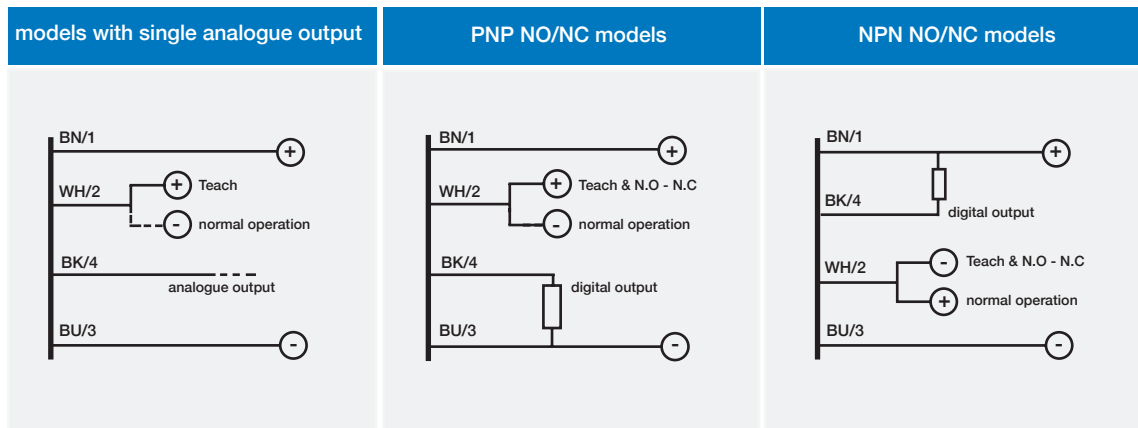 models with single analogue output
BN/1
+
WH/2
+
Teach
-
normal operation
BK/4
analogue output
BU/3
-
PNP NO/NC models
BN/1
+
WH/2
+
Teach & N.O - N.C
-
normal operation
BK/4
digital output
BU/3
-
NPN NO/NC models
BN/1
+
BK/4
digital output
WH/2
-
Teach & N.O - N.C
+
normal operation
BU/3
-